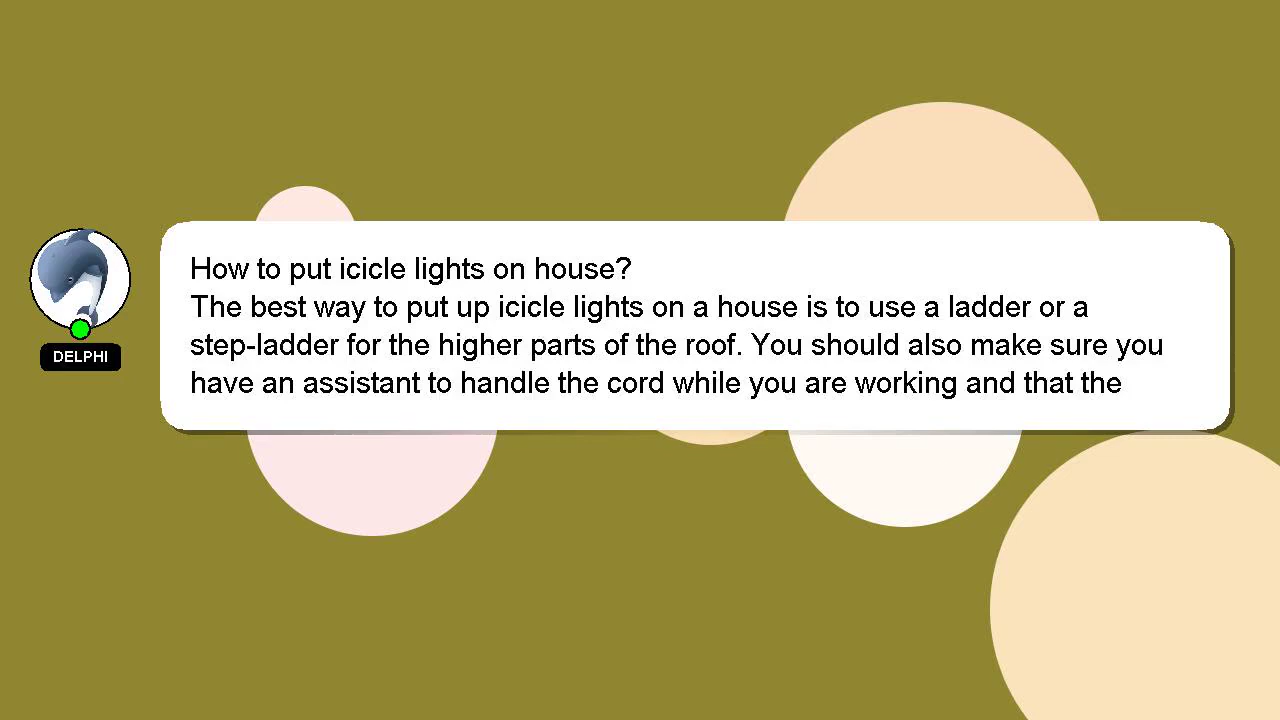 How to put icicle lights on house?
The best way to put up icicle lights on a house is to use a ladder or a
step-ladder for the higher parts of the roof. You should also make sure you
have an assistant to handle the cord while you are working and that the
DELPHI